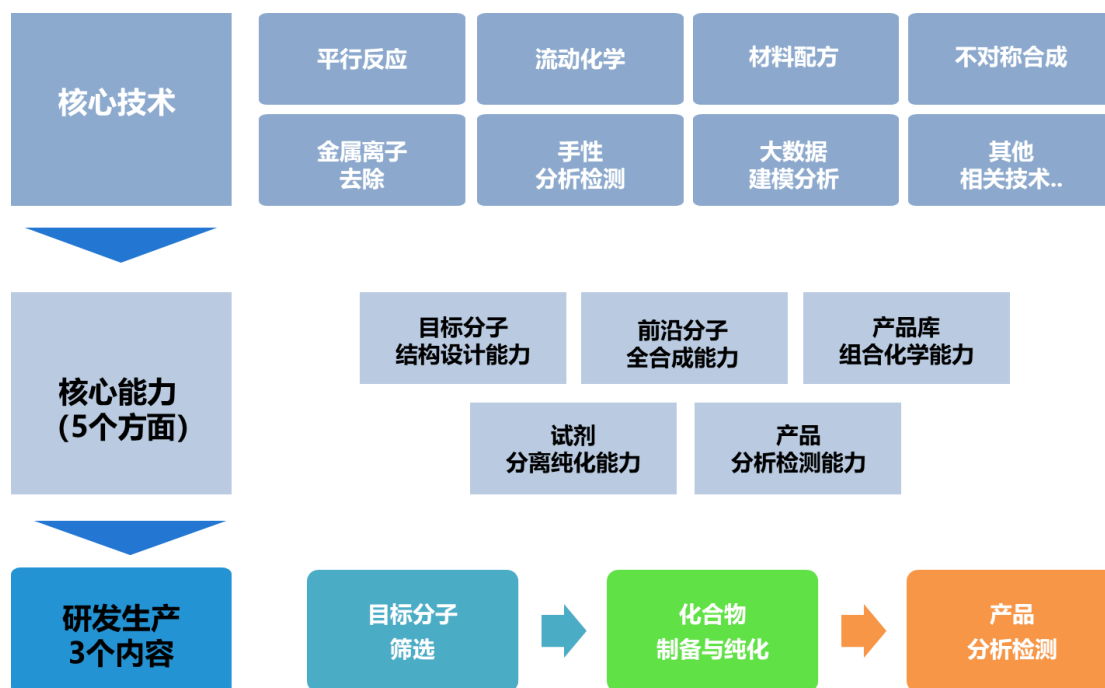 核心技术
平行反应
流动化学
材料配方
不对称合成
金属离子
去除
手性
分析检测
大数据
建模分析
其他
相关技术..
核心能力
（5个方面）
目标分子
结构设计能力
前沿分子
全合成能力
产品库
组合化学能力
试剂
分离纯化能力
产品
分析检测能力
研发生产
3个内容
目标分子
筛选
化合物
制备与纯化
产品
分析检测